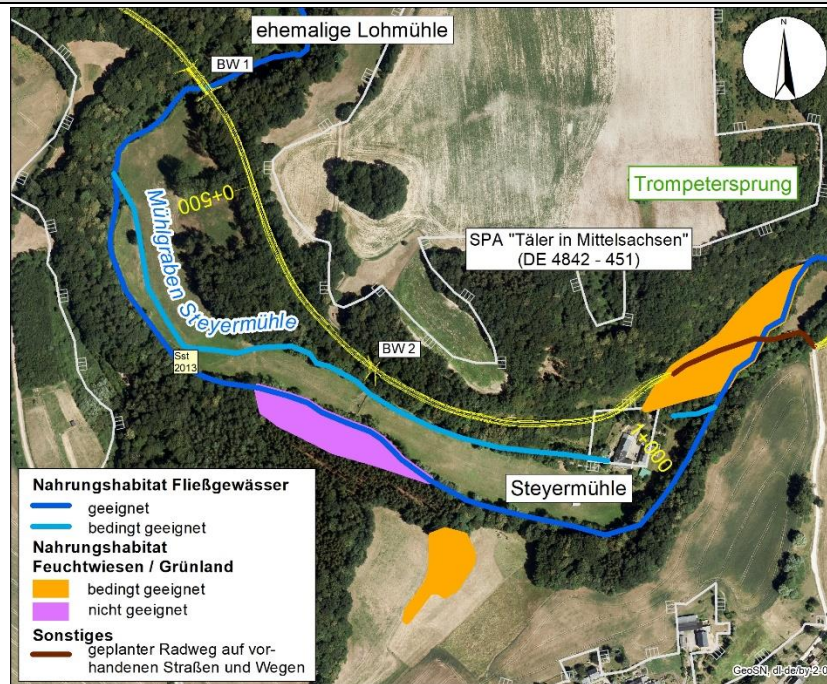 ehemalige Lohmühle
N
BW 1
0+500
Trompetersprung
SPA "Täler in Mittelsachsen"
(DE 4842 - 451)
Mühlgraben Steyermühle
BW 2
Sst
2013
1+000
Steyermühle
Nahrungshabitat Fließgewässer
geeignet
bedingt geeignet
Nahrungshabitat
Feuchtwiesen / Grünland
bedingt geeignet
nicht geeignet
Sonstiges
geplanter Radweg auf vor-
handenen Straßen und Wegen
GeoSN, dl-de/by-2-0